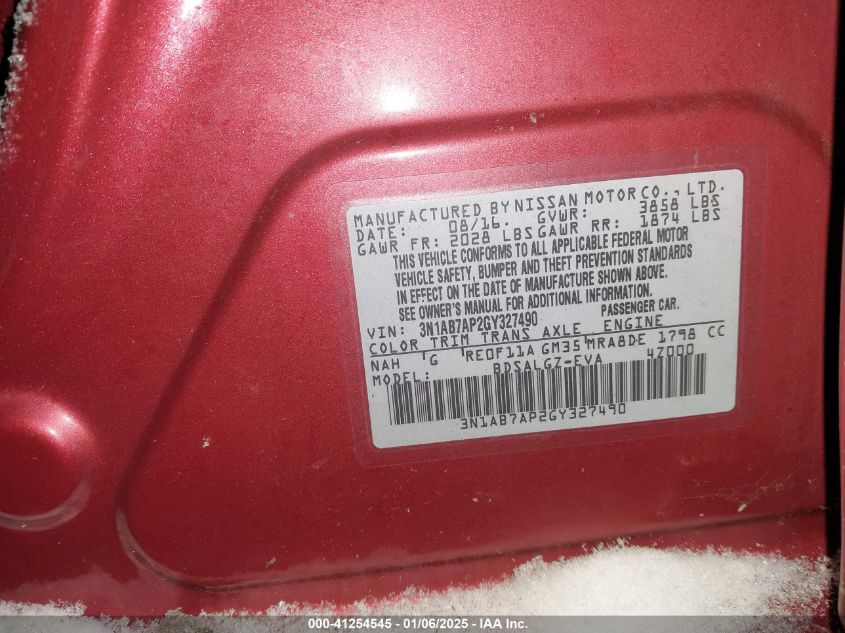 MANUFACTURED BY NISSAN MOTOR CO., LTD.
DATE: 08/16. GVWR: 3858 LBS
GAWR FR: 2028 LBS GAWR RR: 1874 LBS
THIS VEHICLE CONFORMS TO ALL APPLICABLE FEDERAL MOTOR
VEHICLE SAFETY, BUMPER AND THEFT PREVENTION STANDARDS
IN EFFECT ON THE DATE OF MANUFACTURE SHOWN ABOVE.
SEE OWNER'S MANUAL FOR ADDITIONAL INFORMATION.
VIN: 3N1AB7AP2GY327490 PASSENGER CAR.
COLOR TRIM TRANS AXLE ENGINE
NAH G RE0F11A GM35 MRA8DE 1798 CC
MODEL: BDSALGZ-EVA 4Z000
3N1AB7AP2GY327490
000-41254545 - 01/06/2025 - IAA Inc.